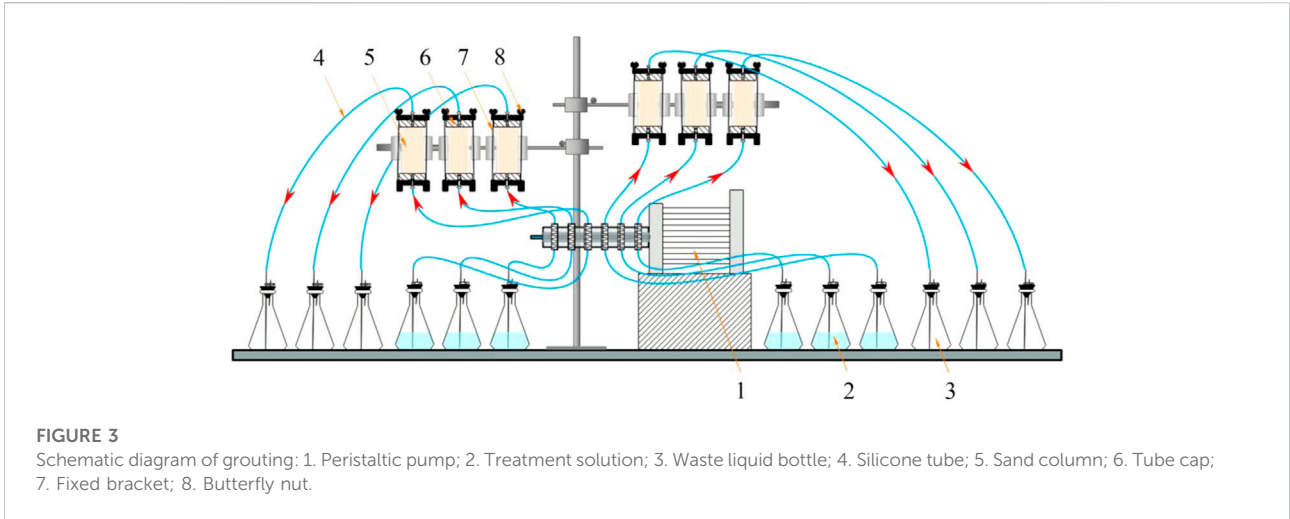 4 5 6 7 8
1 2 3
FIGURE 3
Schematic diagram of grouting: 1. Peristaltic pump; 2. Treatment solution; 3. Waste liquid bottle; 4. Silicone tube; 5. Sand column; 6. Tube cap;
7. Fixed bracket; 8. Butterfly nut.